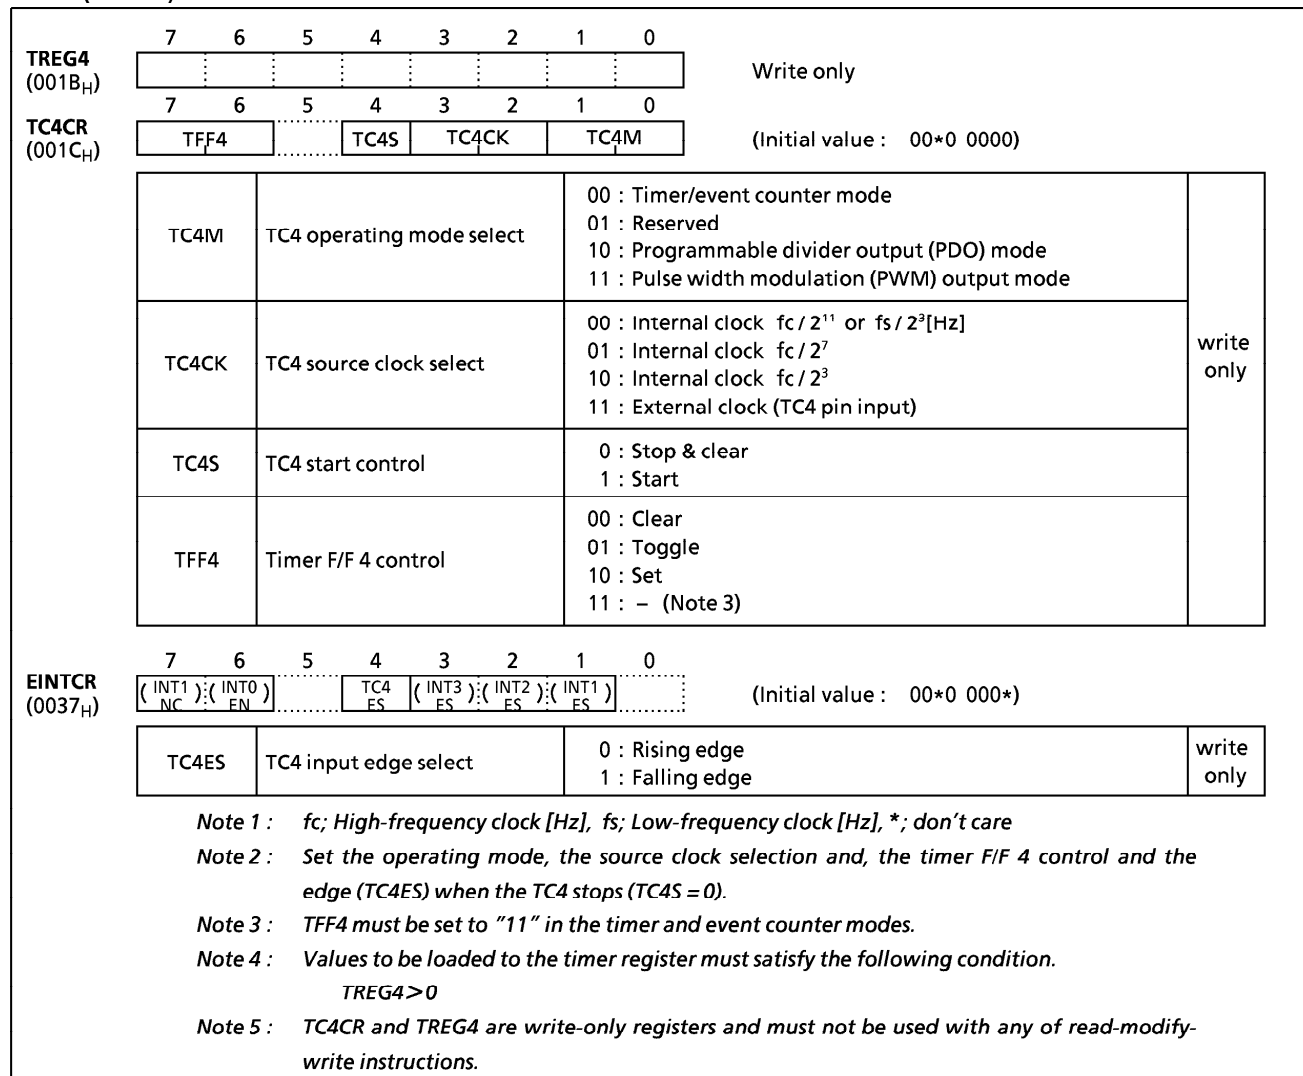 7 6 5 4 3 2 1 0
TREG4
(001BH) Write only
7 6 5 4 3 2 1 0
TC4CR
(001CH) TFF4 TC4S TC4CK TC4M (Initial value : 00*0 0000)
TC4M TC4 operating mode select
00 : Timer/event counter mode
01 : Reserved
10 : Programmable divider output (PDO) mode
11 : Pulse width modulation (PWM) output mode
TC4CK TC4 source clock select
00 : Internal clock fc / 2¹¹ or fs / 2³ [Hz]
01 : Internal clock fc / 2⁷
10 : Internal clock fc / 2³
11 : External clock (TC4 pin input)
TC4S TC4 start control
0 : Stop & clear
1 : Start
TFF4 Timer F/F 4 control
00 : Clear
01 : Toggle
10 : Set
11 : – (Note 3)
write
only
7 6 5 4 3 2 1 0
EINTCR
(0037H) (INT1 NC) (INT0 EN) TC4 ES (INT3 ES) (INT2 ES) (INT1 ES) (Initial value : 00*0 000*)
TC4ES TC4 input edge select
0 : Rising edge
1 : Falling edge
write
only
Note 1 : fc; High-frequency clock [Hz], fs; Low-frequency clock [Hz], *; don't care
Note 2 : Set the operating mode, the source clock selection and, the timer F/F 4 control and the
edge (TC4ES) when the TC4 stops (TC4S = 0).
Note 3 : TFF4 must be set to "11" in the timer and event counter modes.
Note 4 : Values to be loaded to the timer register must satisfy the following condition.
TREG4>0
Note 5 : TC4CR and TREG4 are write-only registers and must not be used with any of read-modify-
write instructions.